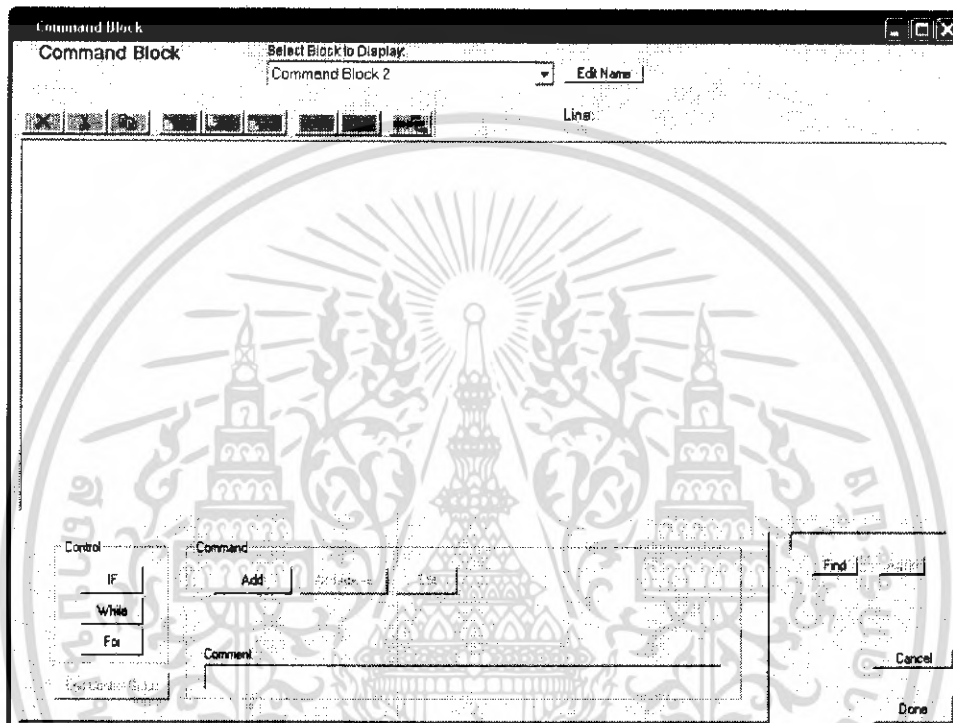 Command Block
Command Block
Select Block to Display:
Command Block 2
Edit Name
Line:
Control
IF
While
For
Command
Add
Edit
Comment
Find
Cancel
Done